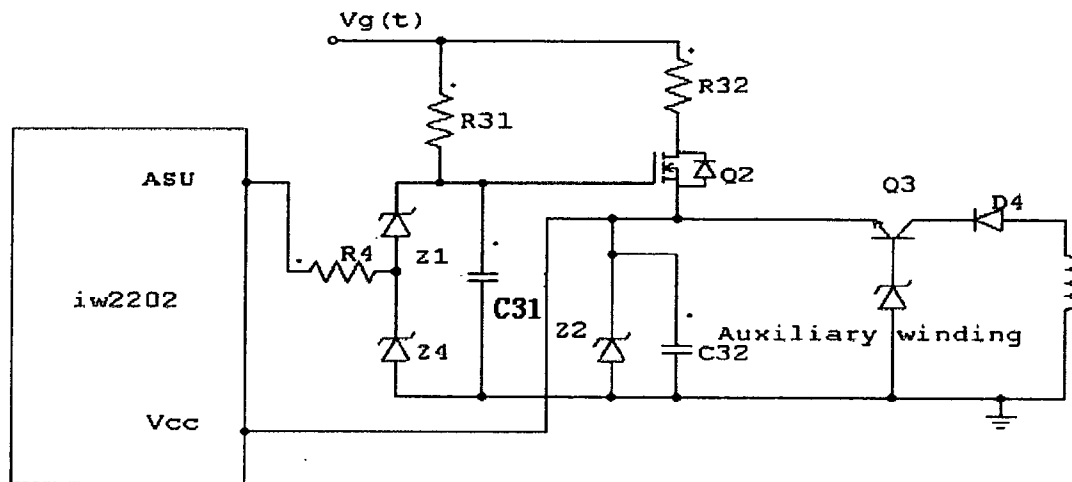 Vg(t)
R32
R31
ASU
Q2
Q3
D4
R4
Z1
iw2202
C31
Z2
Auxiliary winding
Z4
C32
Vcc